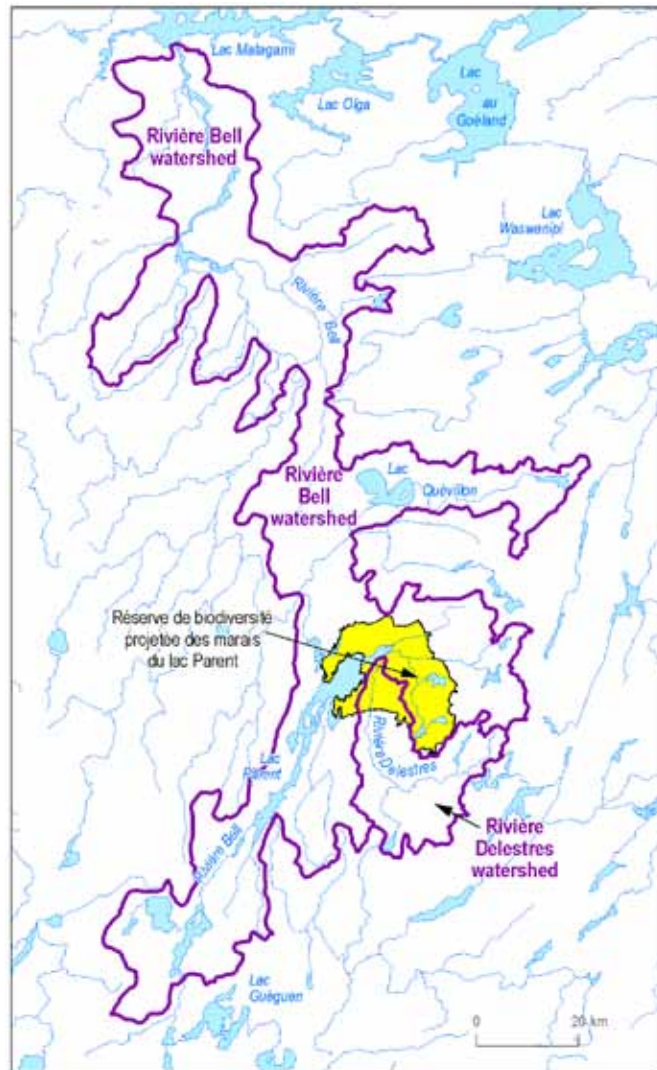 Lac Matagami
Lac Olga
Lac
au
Goéland
Rivière Bell
watershed
Lac
Waswanipi
Rivière Bell
Rivière
Bell
watershed
Lac
Quévillon
Réserve de biodiversité
projetée des marais
du lac Parent
Lac
Parent
Rivière Delestres
Rivière
Delestres
watershed
Rivière Bell
Lac
Guéguen
0 20 km